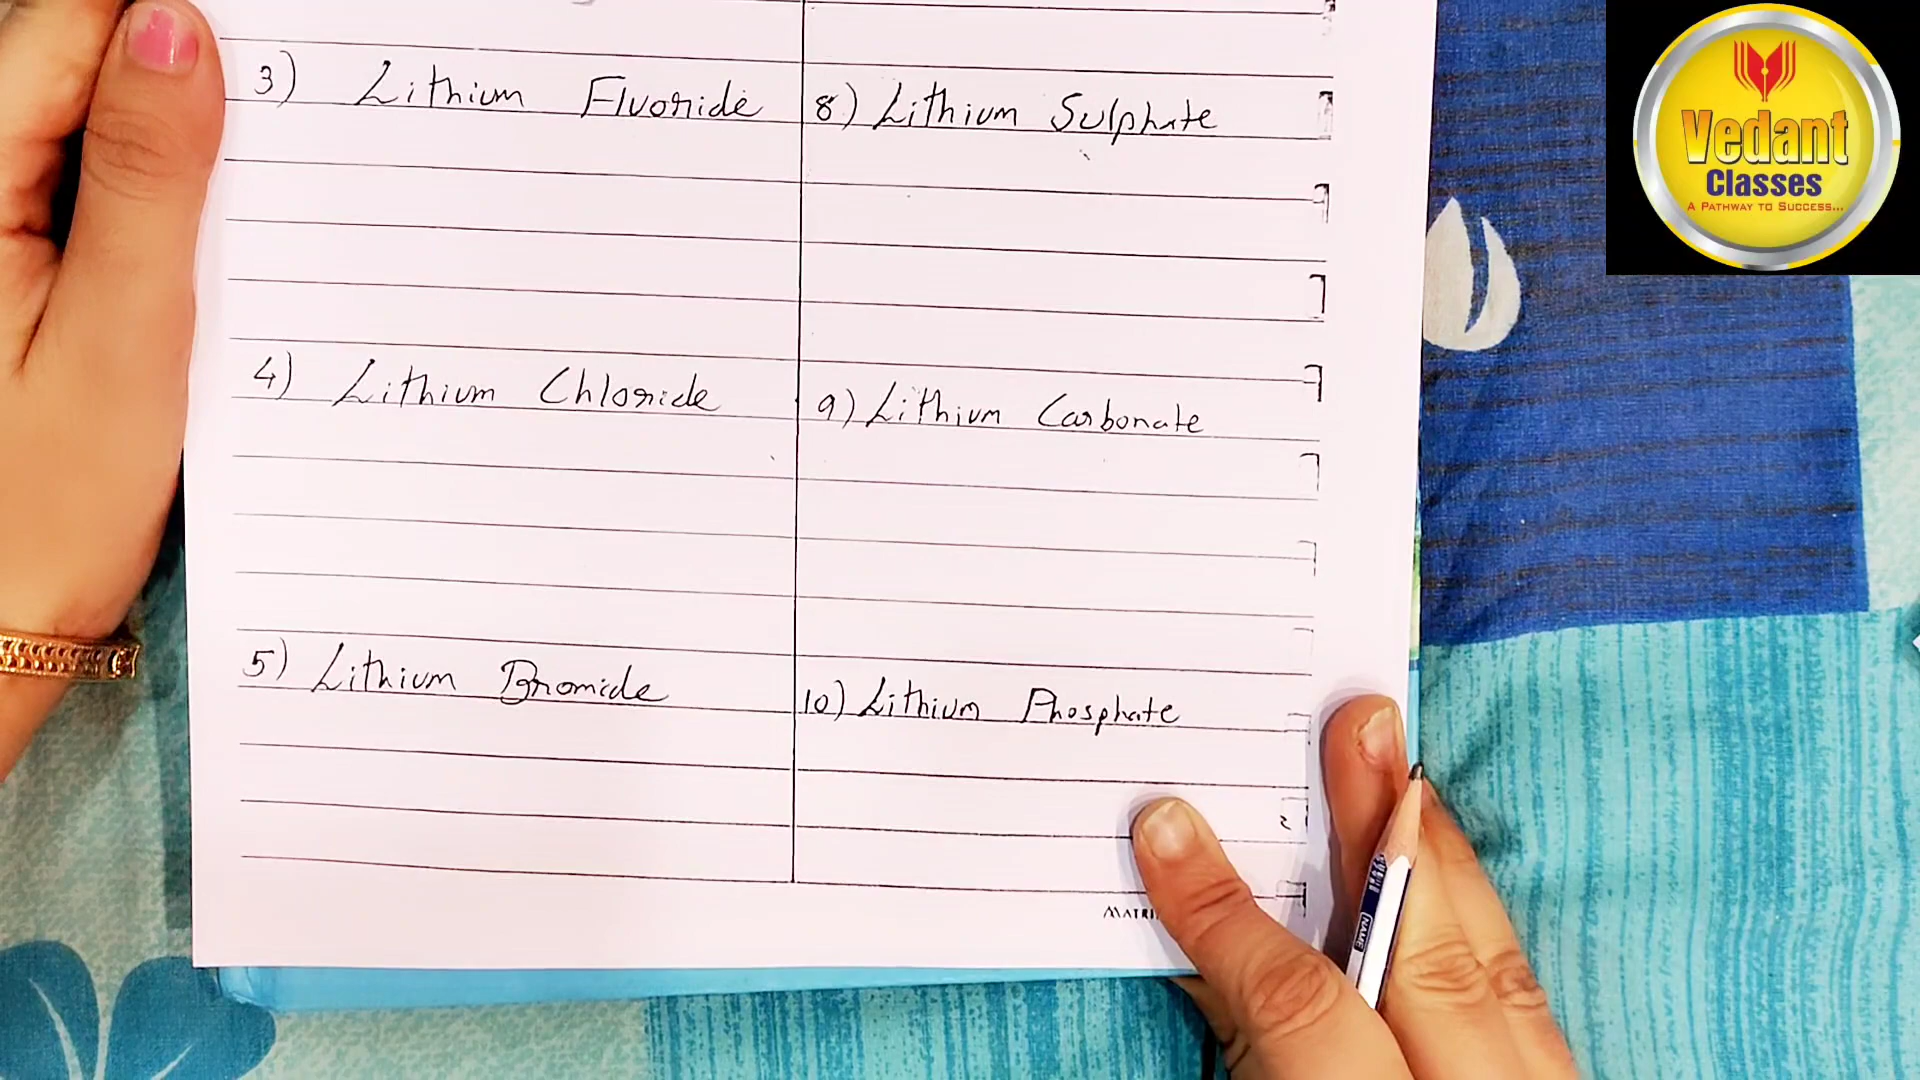 3) Lithium Fluoride
8) Lithium Sulphate
4) Lithium Chloride
9) Lithium Carbonate
5) Lithium Bromide
10) Lithium Phosphate
Vedant
Classes
A Pathway to Success...
NAME